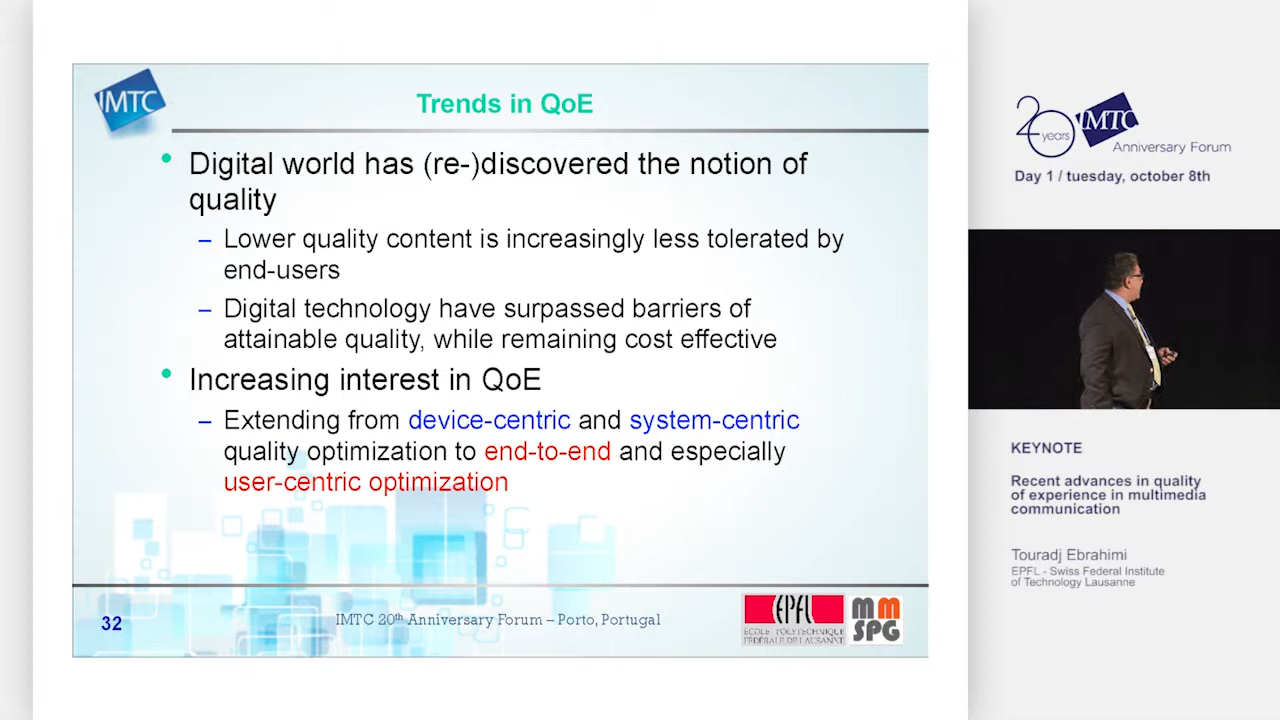 IMTC
Trends in QoE
• Digital world has (re-)discovered the notion of
quality
– Lower quality content is increasingly less tolerated by
end-users
– Digital technology have surpassed barriers of
attainable quality, while remaining cost effective
• Increasing interest in QoE
– Extending from device-centric and system-centric
quality optimization to end-to-end and especially
user-centric optimization
32
IMTC 20th Anniversary Forum – Porto, Portugal
EPFL
ECOLE POLYTECHNIQUE
FÉDÉRALE DE LAUSANNE
MM
SPG
20 years IMTC
Anniversary Forum
Day 1 / tuesday, october 8th
KEYNOTE
Recent advances in quality
of experience in multimedia
communication
Touradj Ebrahimi
EPFL - Swiss Federal Institute
of Technology Lausanne